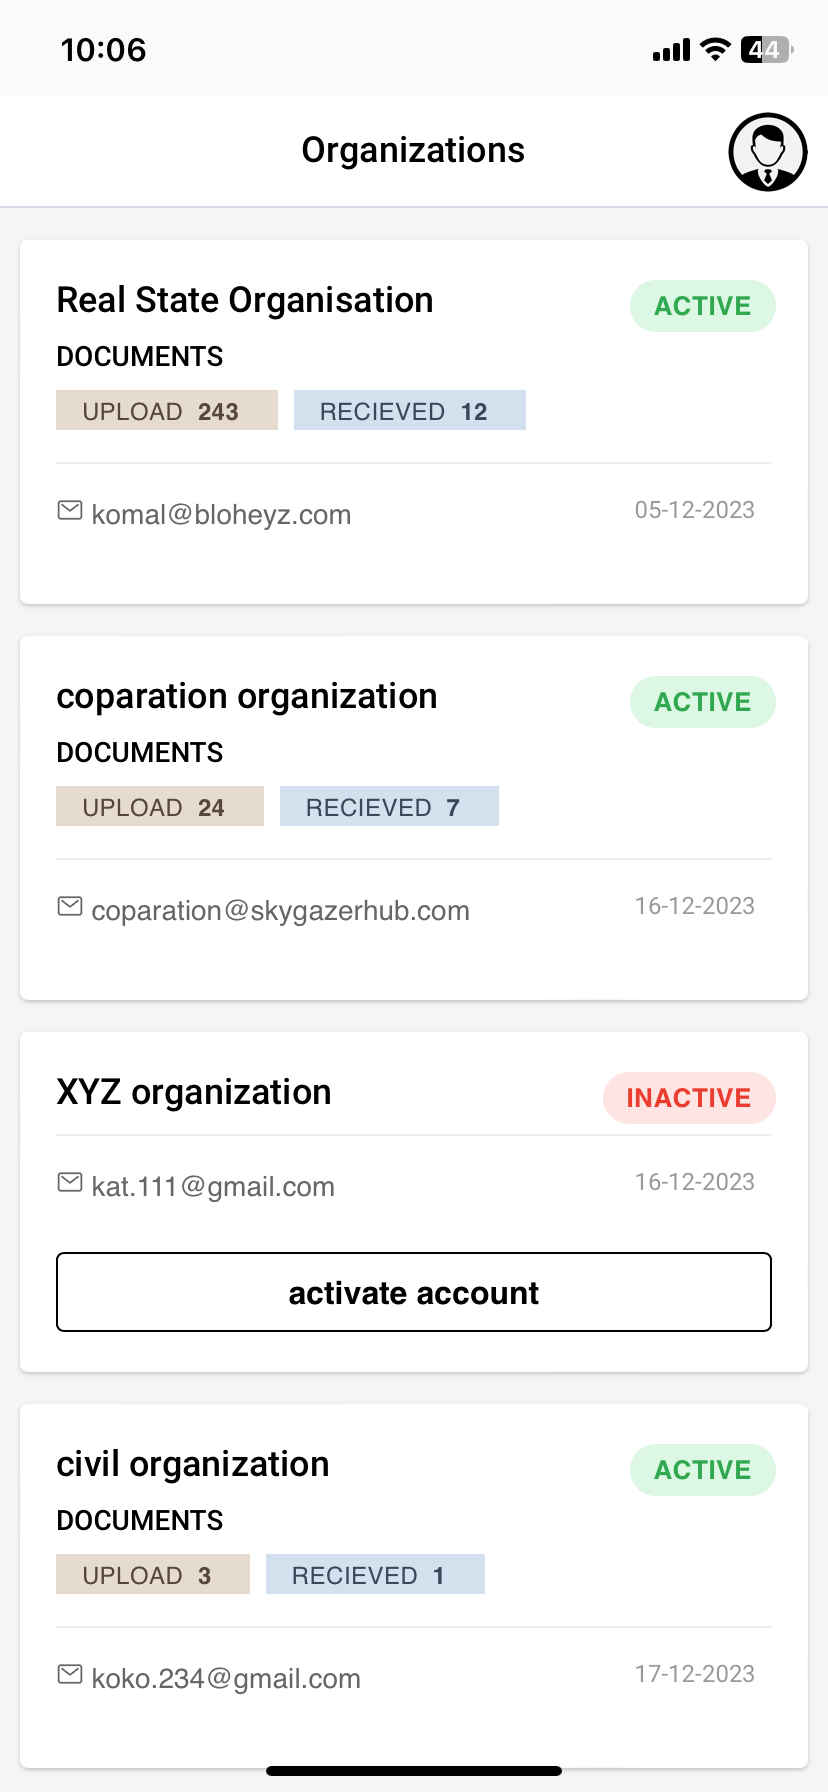 10:06 44
Organizations
Real State Organisation ACTIVE
DOCUMENTS
UPLOAD 243 RECIEVED 12
komal@bloheyz.com 05-12-2023
coparation organization ACTIVE
DOCUMENTS
UPLOAD 24 RECIEVED 7
coparation@skygazerhub.com 16-12-2023
XYZ organization INACTIVE
kat.111@gmail.com 16-12-2023
activate account
civil organization ACTIVE
DOCUMENTS
UPLOAD 3 RECIEVED 1
koko.234@gmail.com 17-12-2023